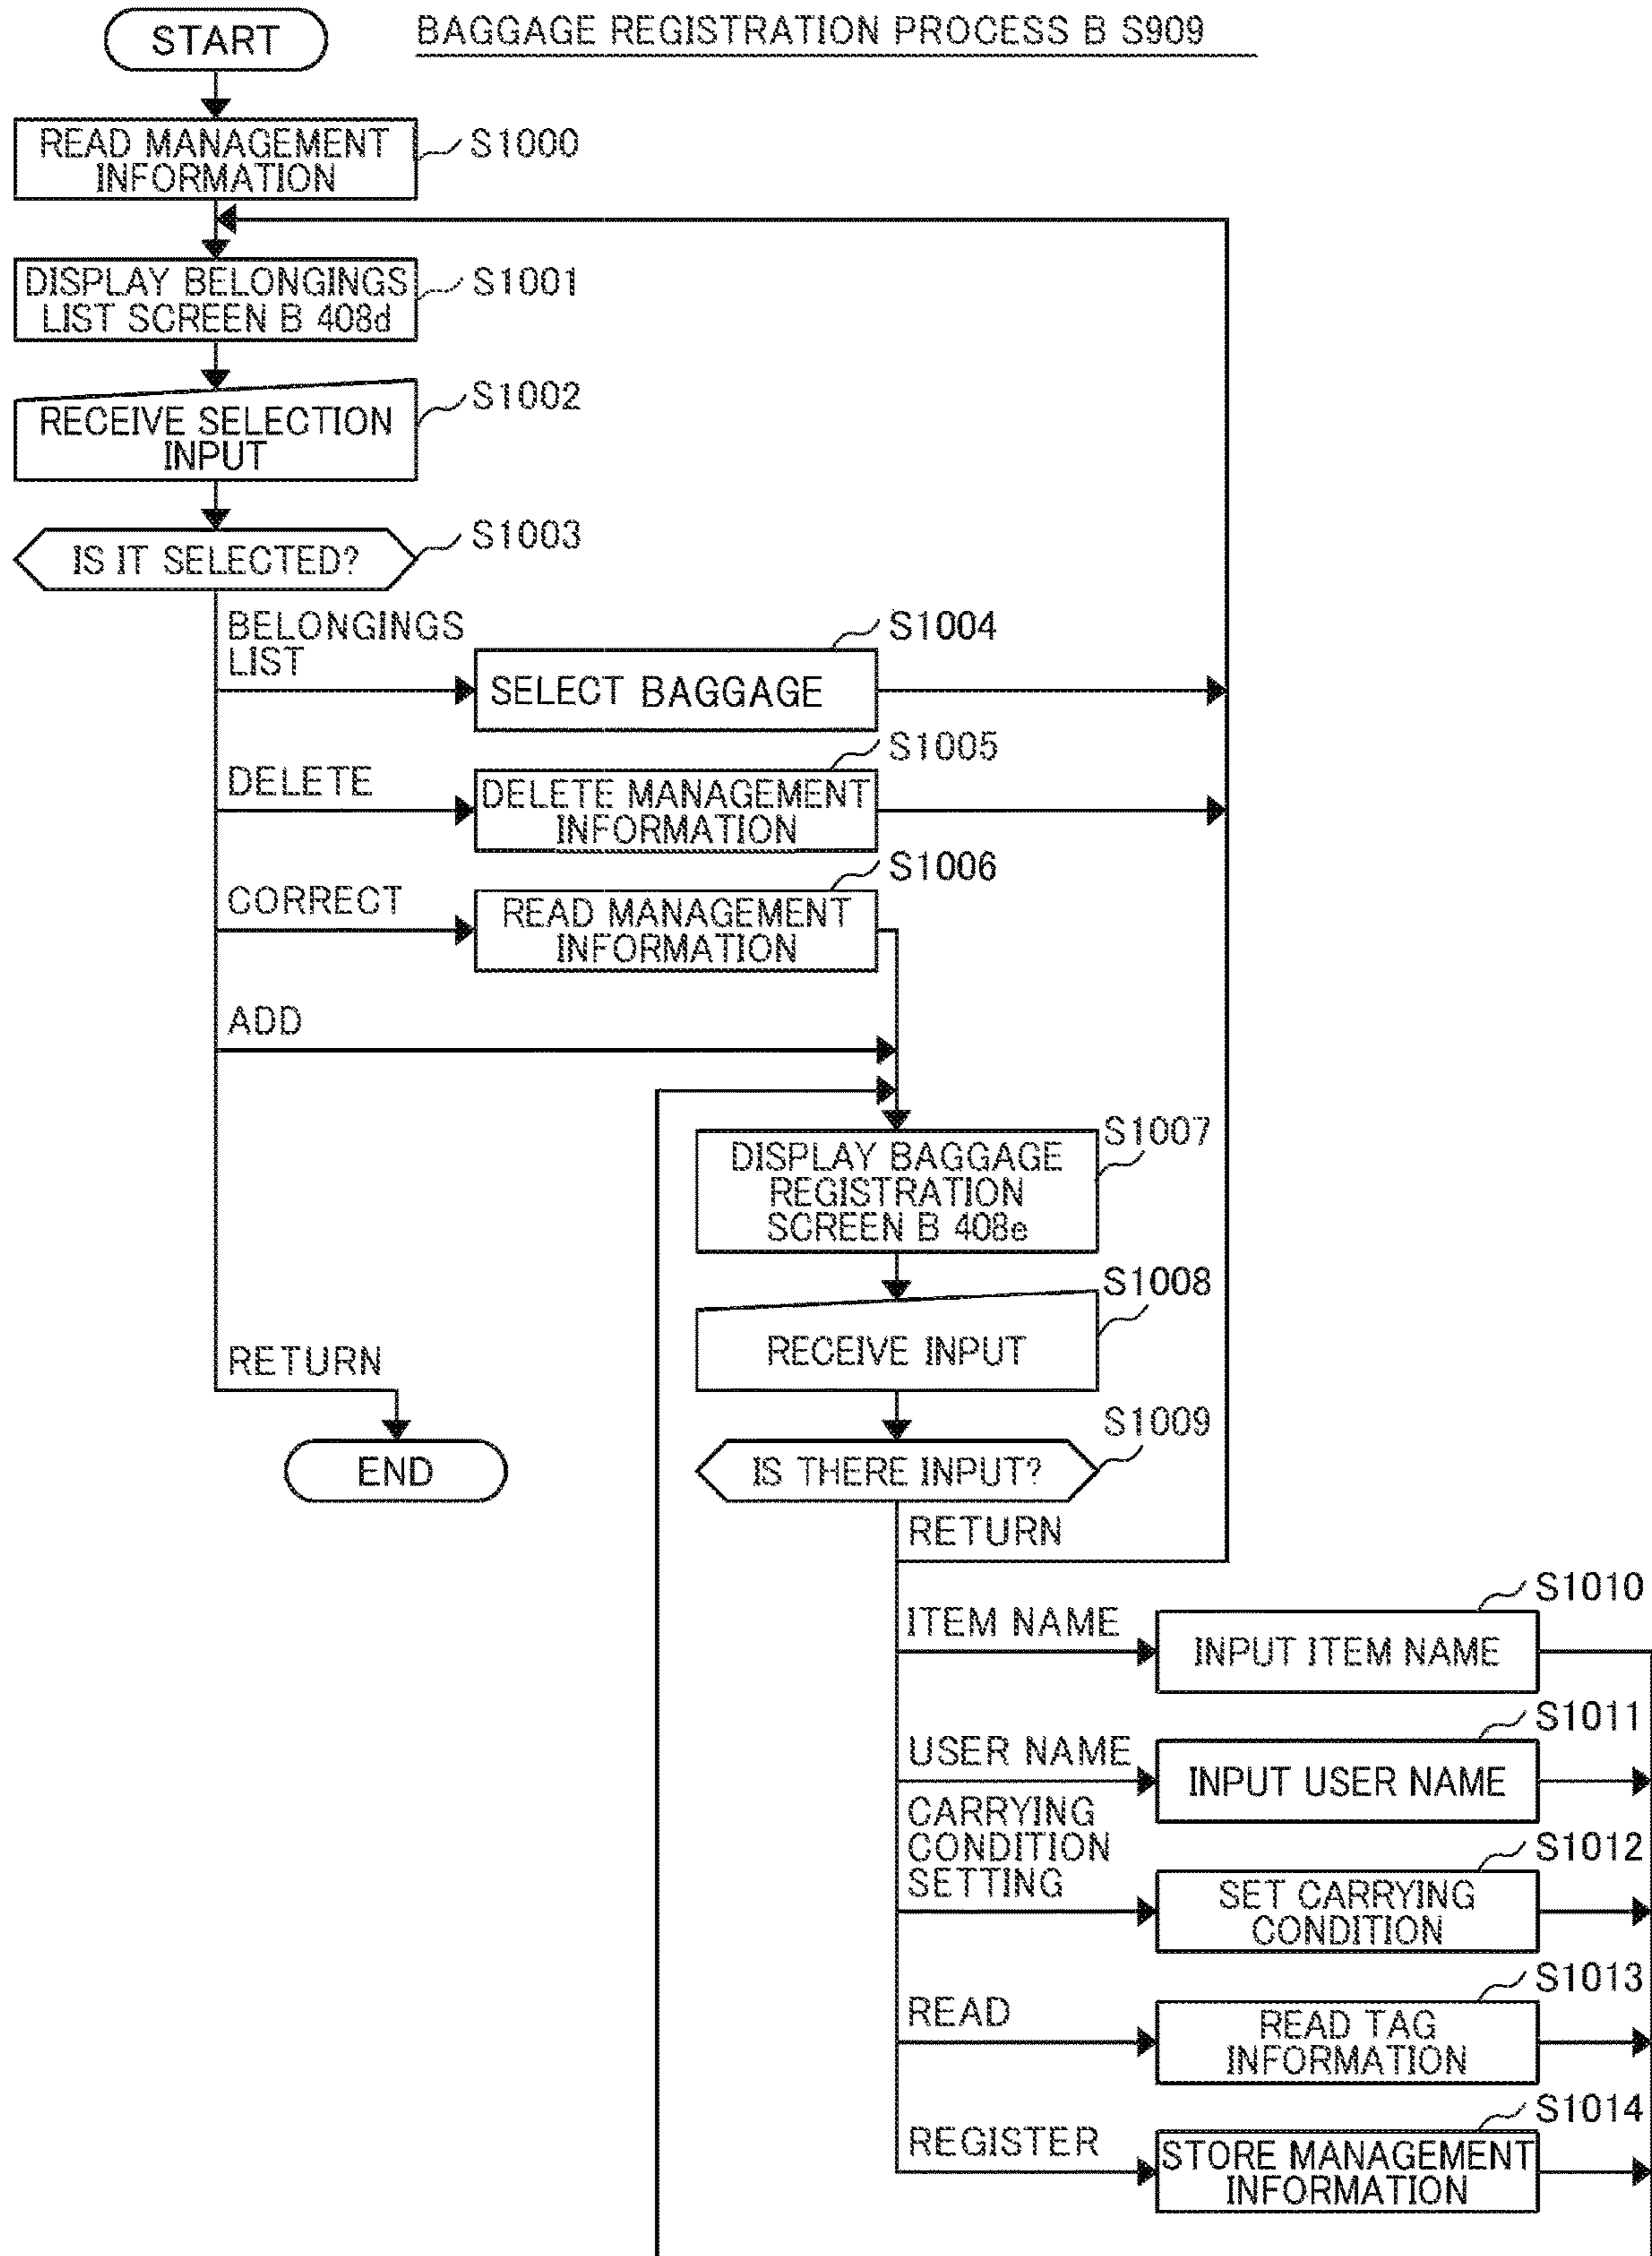 START
BAGGAGE REGISTRATION PROCESS B S909
READ MANAGEMENT
INFORMATION
S1000
DISPLAY BELONGINGS
LIST SCREEN B 408d
S1001
RECEIVE SELECTION
INPUT
S1002
IS IT SELECTED?
S1003
BELONGINGS
LIST
SELECT BAGGAGE
S1004
DELETE
DELETE MANAGEMENT
INFORMATION
S1005
CORRECT
READ MANAGEMENT
INFORMATION
S1006
ADD
DISPLAY BAGGAGE
REGISTRATION
SCREEN B 408e
S1007
RECEIVE INPUT
S1008
RETURN
END
IS THERE INPUT?
S1009
RETURN
ITEM NAME
INPUT ITEM NAME
S1010
USER NAME
INPUT USER NAME
S1011
CARRYING
CONDITION
SETTING
SET CARRYING
CONDITION
S1012
READ
READ TAG
INFORMATION
S1013
REGISTER
STORE MANAGEMENT
INFORMATION
S1014